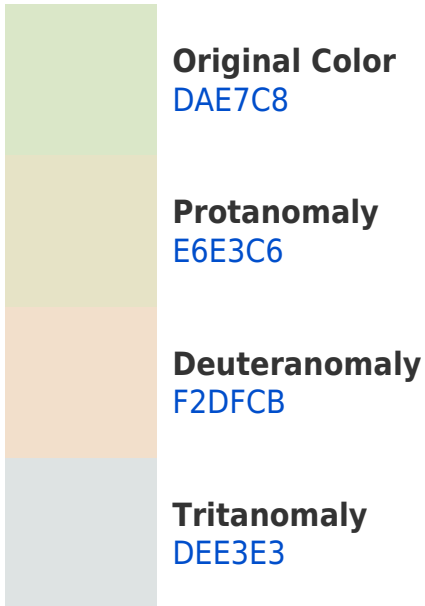 Original Color
DAE7C8
Protanomaly
E6E3C6
Deuteranomaly
F2DFCB
Tritanomaly
DEE3E3